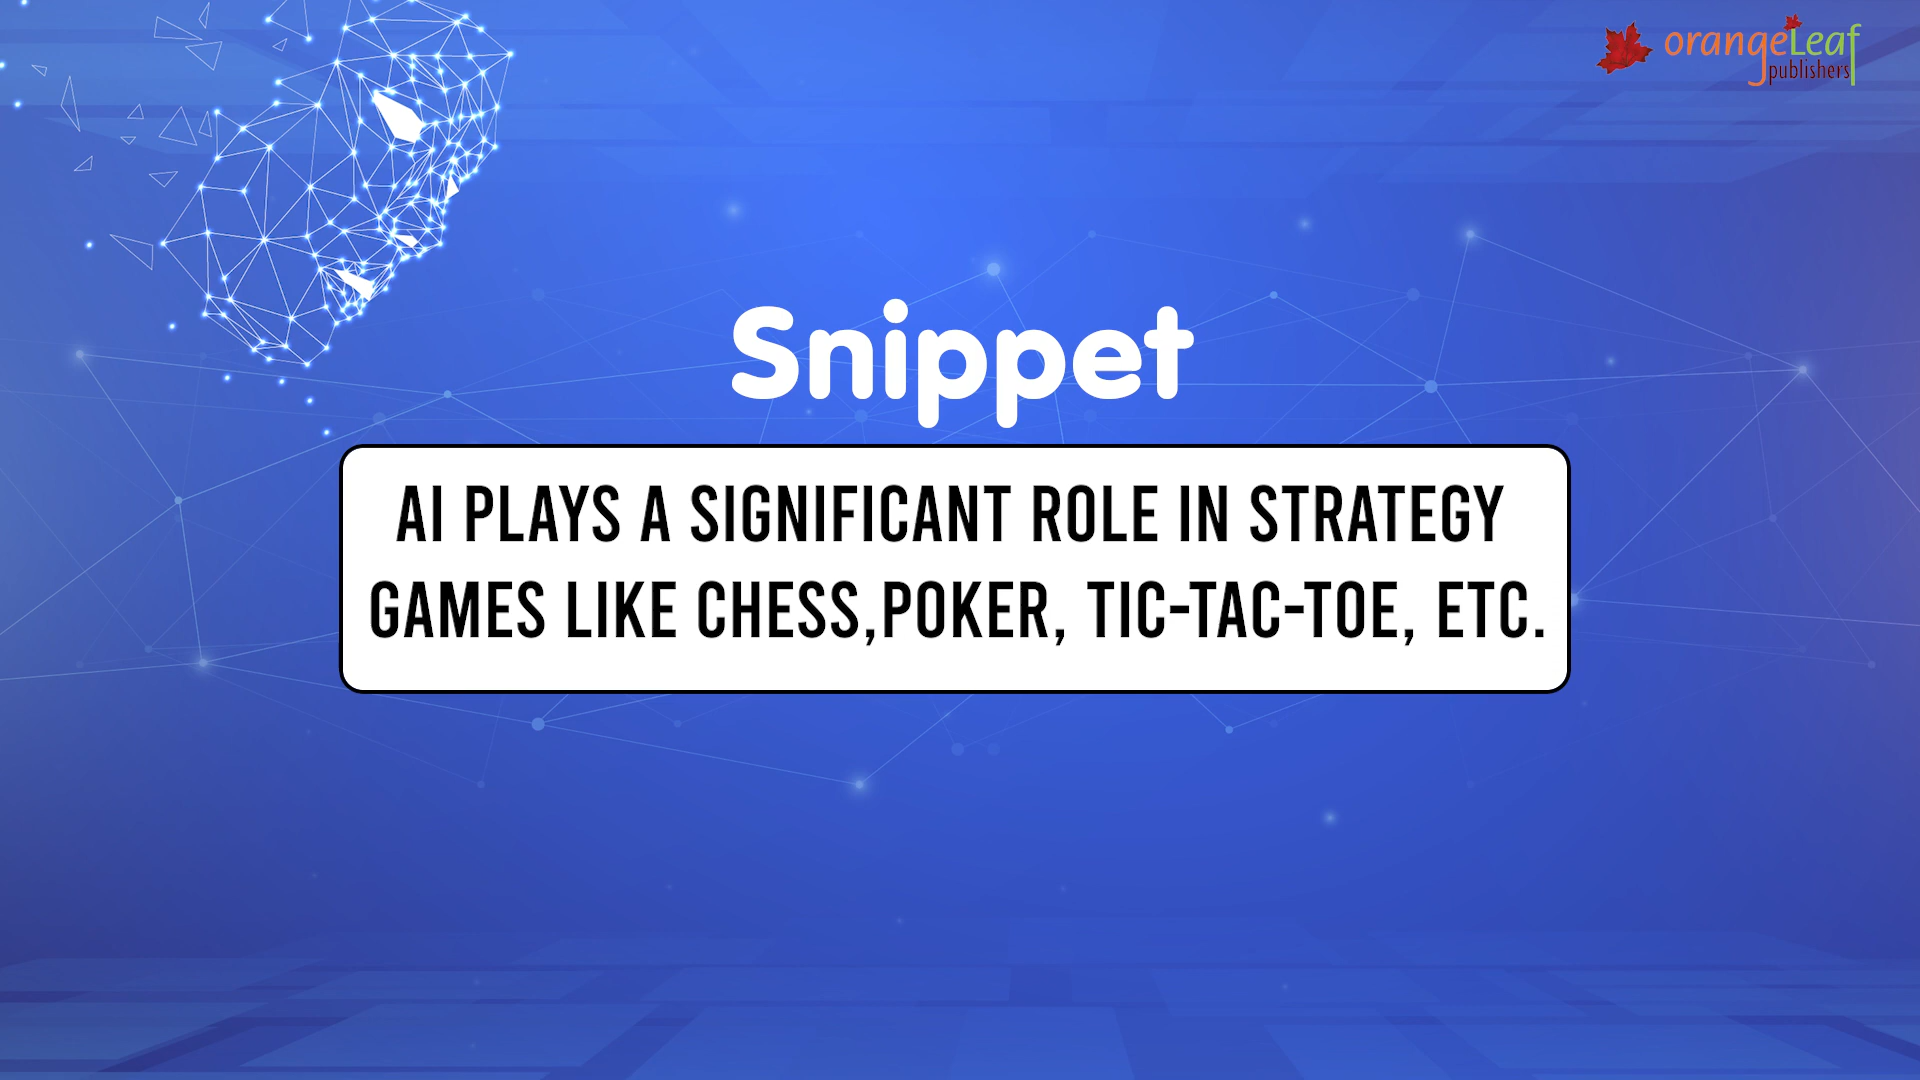 orangeLeaf
publishers
Snippet
AI PLAYS A SIGNIFICANT ROLE IN STRATEGY
GAMES LIKE CHESS,POKER, TIC-TAC-TOE, ETC.